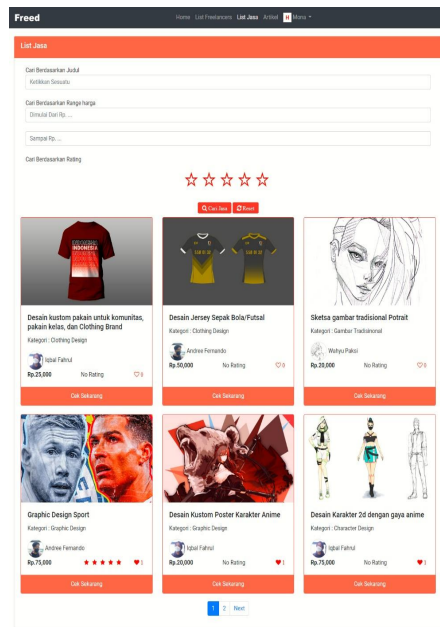 Freed
Home List Freelancers List Jasa Artikel H Menu
List Jasa
Cari Berdasarkan Judul
Ketikkan Sesuatu
Cari Berdasarkan Range harga
Dimulai Dari Rp. ...
Sampai Rp. ...
Cari Berdasarkan Rating
Cari Jasa Reset
INDONESIA
Desain kustom pakain untuk komunitas,
pakain kelas, dan Clothing Brand
Kategori : Clothing Design
Iqbal Fahrul
Rp.25,000 No Rating 0
Cek Sekarang
Desain Jersey Sepak Bola/Futsal
Kategori : Clothing Design
Andree Fernando
Rp.50,000 No Rating 0
Cek Sekarang
Sketsa gambar tradisional Potrait
Kategori : Gambar Tradisinonal
Wahyu Paksi
Rp.20,000 No Rating 0
Cek Sekarang
Graphic Design Sport
Kategori : Graphic Design
Andree Fernando
Rp.75,000 1
Cek Sekarang
Desain Kustom Poster Karakter Anime
Kategori : Graphic Design
Iqbal Fahrul
Rp.20,000 No Rating 1
Cek Sekarang
Desain Karakter 2d dengan gaya anime
Kategori : Character Design
Iqbal Fahrul
Rp.75,000 No Rating 1
Cek Sekarang
1 2 Next